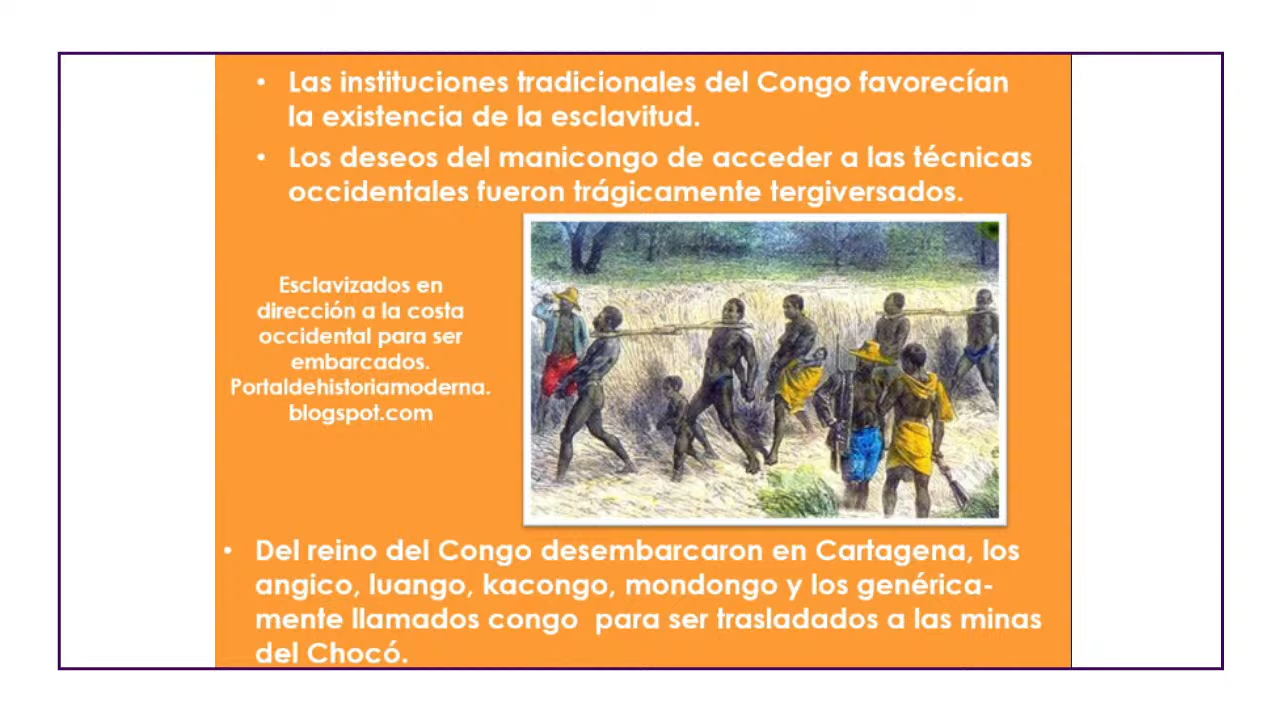 • Las instituciones tradicionales del Congo favorecían
la existencia de la esclavitud.
• Los deseos del manicongo de acceder a las técnicas
occidentales fueron trágicamente tergiversados.
Esclavizados en
dirección a la costa
occidental para ser
embarcados.
Portaldehistoriamoderna.
blogspot.com
• Del reino del Congo desembarcaron en Cartagena, los
angico, luango, kacongo, mondongo y los genérica-
mente llamados congo  para ser trasladados a las minas
del Chocó.